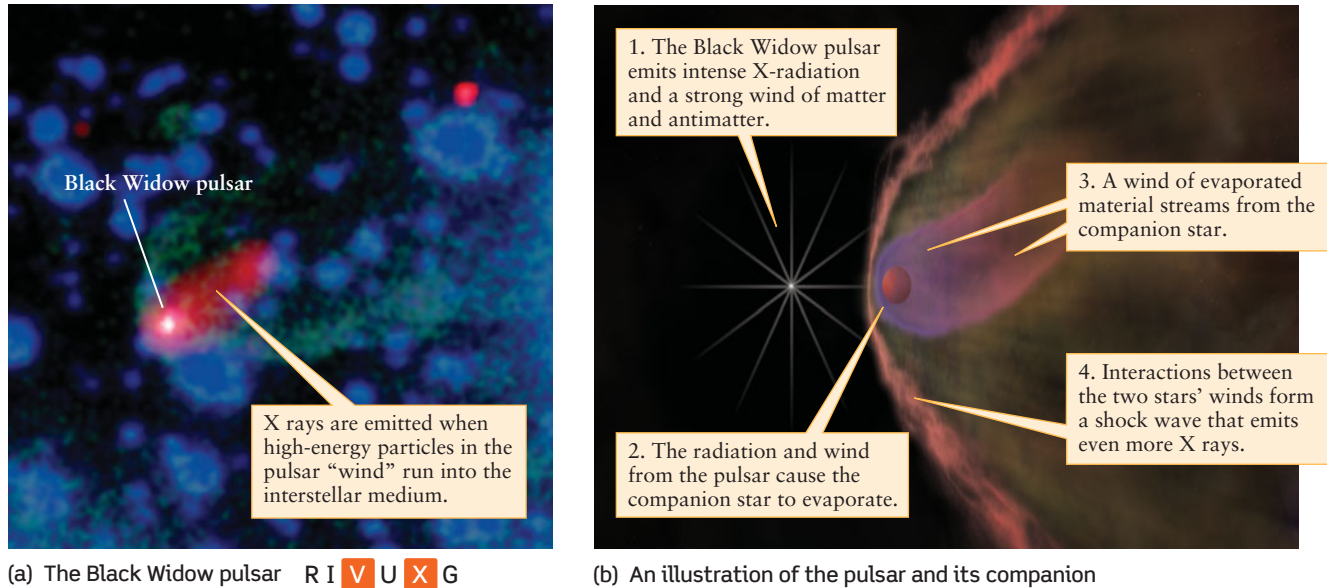 Black Widow pulsar
X rays are emitted when
high-energy particles in the
pulsar “wind” run into the
interstellar medium.
(a) The Black Widow pulsar R I V U X G
1. The Black Widow pulsar
emits intense X-radiation
and a strong wind of matter
and antimatter.
2. The radiation and wind
from the pulsar cause the
companion star to evaporate.
3. A wind of evaporated
material streams from the
companion star.
4. Interactions between
the two stars’ winds form
a shock wave that emits
even more X rays.
(b) An illustration of the pulsar and its companion